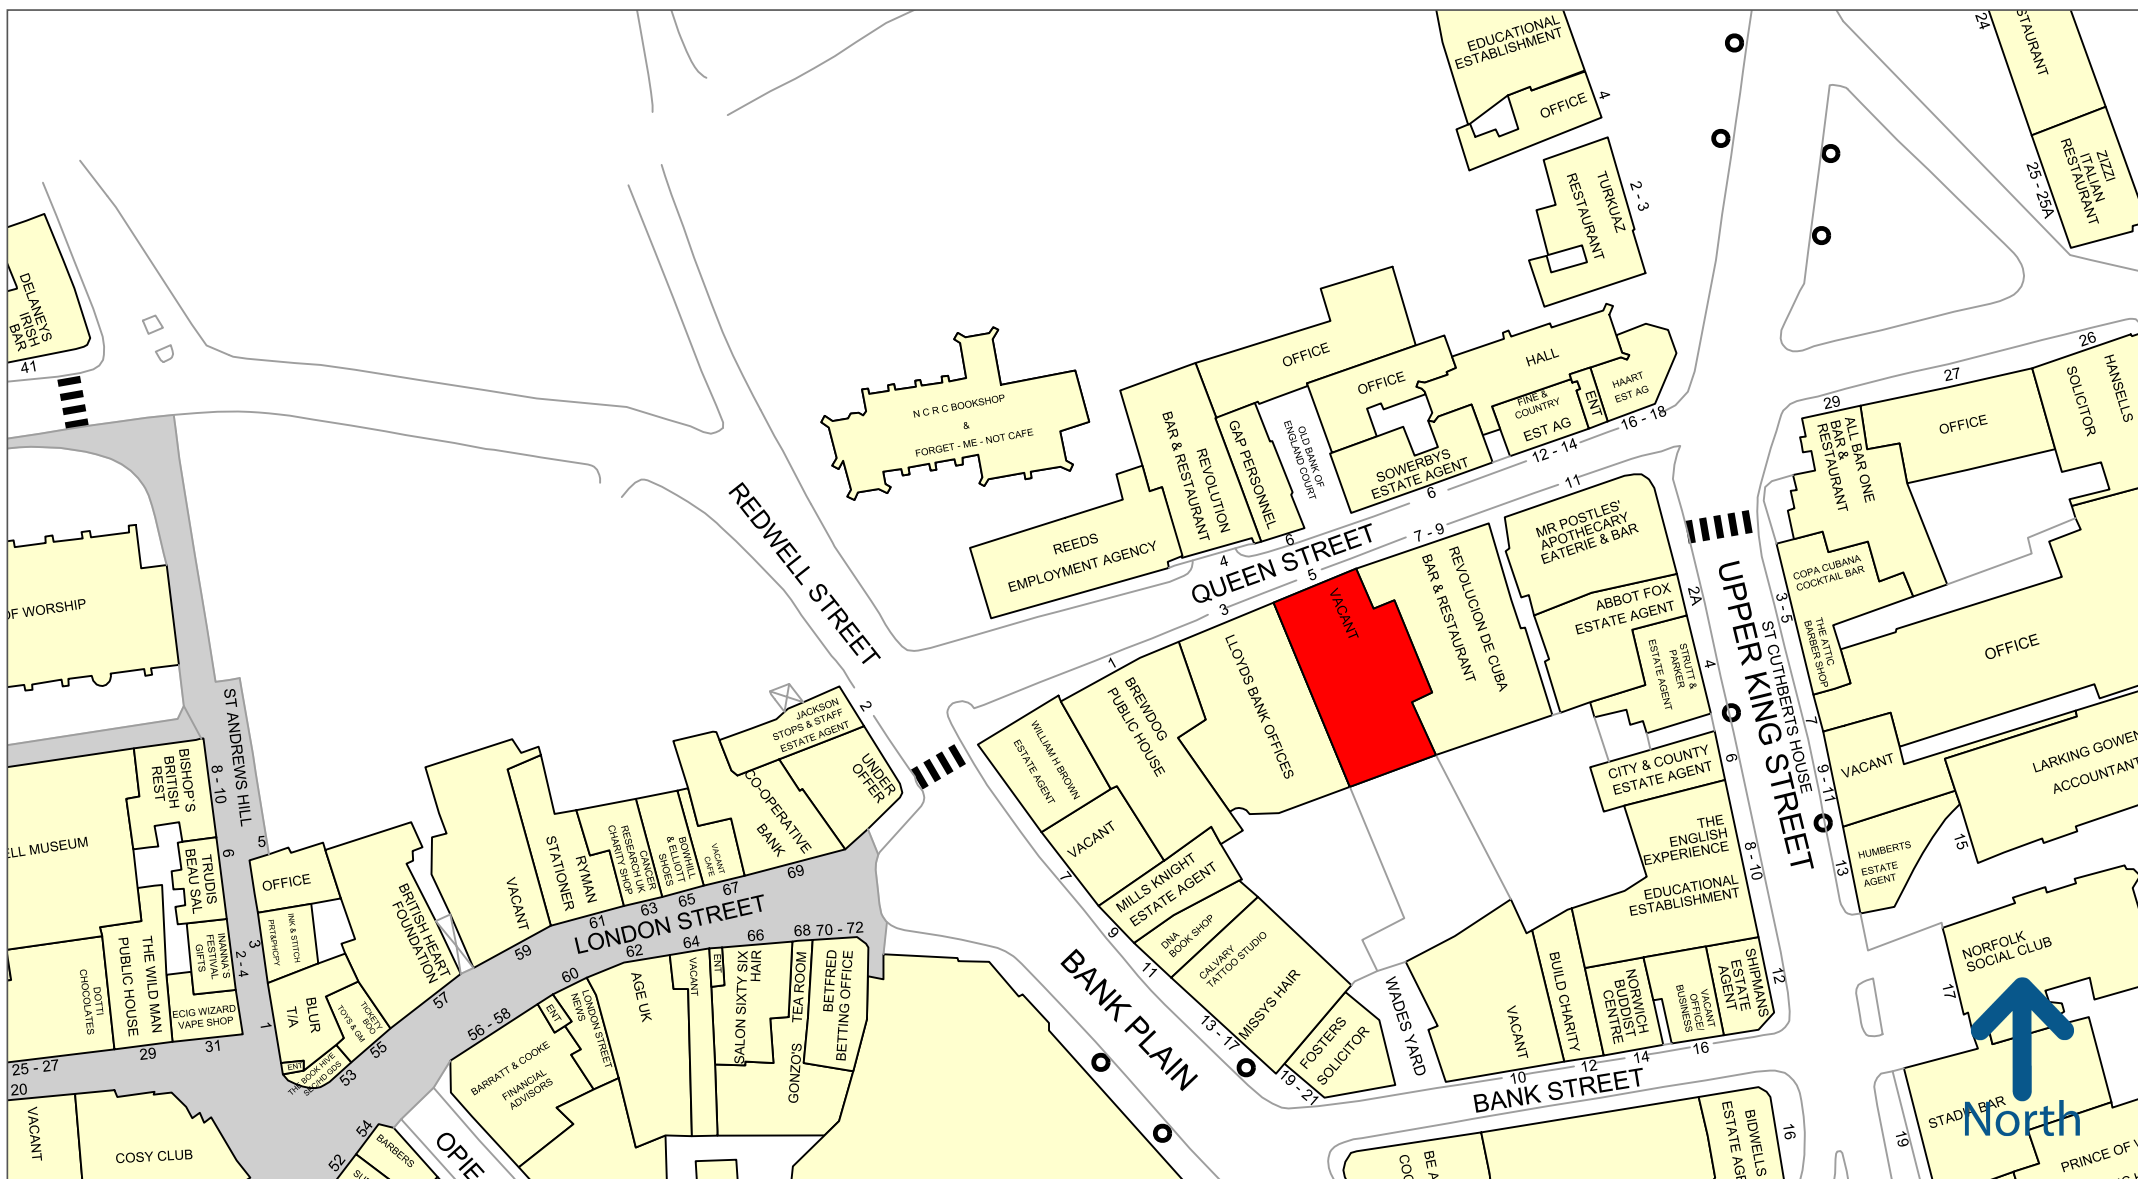 EDUCATIONAL
ESTABLISHMENT
OFFICE
4
24
STAURANT
ZIZZI
ITALIAN
RESTAURANT
25 - 25A
TURKUAZ
RESTAURANT
2 - 3
DELANEYS
IRISH
BAR
41
N C R C BOOKSHOP
&
FORGET - ME - NOT CAFE
OFFICE
OFFICE
HALL
HAART
EST AG
FINE &
COUNTRY
EST AG
ENT
16 - 18
12 - 14
REVOLUTION
BAR & RESTAURANT
GAP PERSONNEL
OLD BANK OF
ENGLAND COURT
SOWERBYS
ESTATE AGENT
6
REEDS
EMPLOYMENT AGENCY
4
6
QUEEN STREET
REDWELL STREET
11
7 - 9
5
3
1
26
27
29
HANSELLS
SOLICITOR
OFFICE
ALL BAR ONE
BAR &
RESTAURANT
COPA CUBANA
COCKTAIL BAR
THE ATTIC
BARBER SHOP
3 - 5
ST CUTHBERTS HOUSE
UPPER KING STREET
OFFICE
7
9 - 11
13
VACANT
LARKING GOWEN
ACCOUNTANT
HUMBERTS
ESTATE
AGENT
15
NORFOLK
SOCIAL CLUB
17
STADIA BAR
19
PRINCE OF
North
MR POSTLES'
APOTHECARY
EATERIE & BAR
2A
ABBOT FOX
ESTATE AGENT
STRUTT &
PARKER
ESTATE AGENT
4
6
CITY & COUNTY
ESTATE AGENT
THE
ENGLISH
EXPERIENCE
EDUCATIONAL
ESTABLISHMENT
8 - 10
12
SHIPMANS
ESTATE
AGENT
VACANT
OFFICE/
BUSINESS
NORWICH
BUDDIST
CENTRE
BUILD CHARITY
VACANT
10
12
14
16
BANK STREET
WADES YARD
BIDWELLS
ESTATE AGE
16
BE A
COC
REVOLUCION DE CUBA
BAR & RESTAURANT
VACANT
LLOYDS BANK OFFICES
BREWDOG
PUBLIC HOUSE
WILLIAM H BROWN
ESTATE AGENT
VACANT
7
MILLS KNIGHT
ESTATE AGENT
9
DNA
BOOK SHOP
11
CALVARY
TATTOO STUDIO
MISSYS HAIR
13 - 17
FOSTERS
SOLICITOR
19 - 21
BANK PLAIN
OF WORSHIP
ST ANDREWS HILL
2
JACKSON
STOPS & STAFF
ESTATE AGENT
UNDER
OFFER
CO-OPERATIVE
BANK
69
67
65
63
61
59
57
55
53
VACANT
CAFE
BOWHILL
& ELLIOTT
SHOES
CANCER
RESEARCH UK
CHARITY SHOP
RYMAN
STATIONER
VACANT
BRITISH HEART
FOUNDATION
LONDON STREET
BISHOP'S
BRITISH
REST
8 - 10
ELL MUSEUM
TRUDIS
BEAU SAL
6
5
OFFICE
INK & STITCH
PRT&PHCPY
3
INANNA'S
FESTIVAL
GIFTS
2 - 4
THE WILD MAN
PUBLIC HOUSE
DOTTI
CHOCOLATES
ECIG WIZARD
VAPE SHOP
1
BLUR
T/A
TICKETY
BOO
TOYS & GM
ENT
THE BOOK HIVE
25 - 27
29
31
20
VACANT
COSY CLUB
52
54
BARBERS
OPIE
56 - 58
60
62
64
66
68
70 - 72
BARRATT & COOKE
FINANCIAL
ADVISORS
ENT
LONDON STREET
NEWS
AGE UK
VACANT
ENT
SALON SIXTY SIX
HAIR
GONZO'S TEA ROOM
BETFRED
BETTING OFFICE